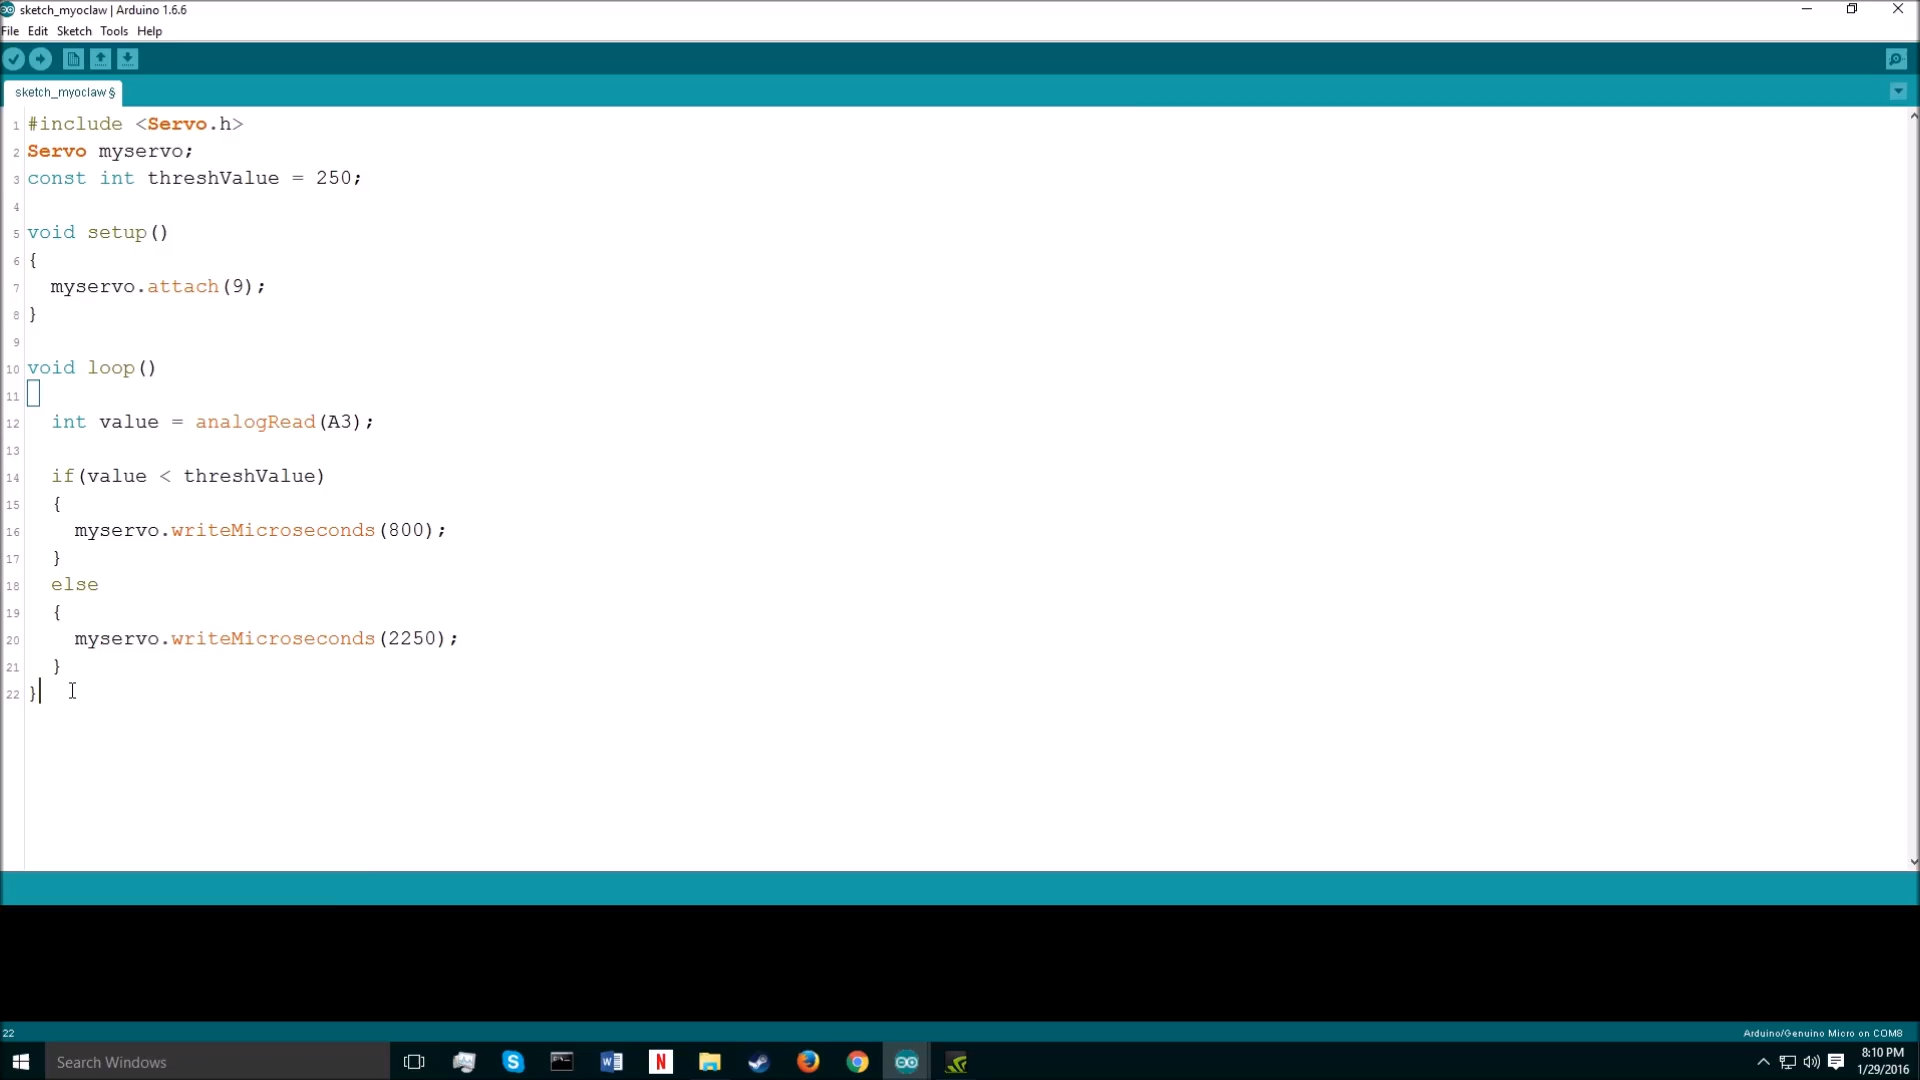 sketch_myoclaw | Arduino 1.6.6
File Edit Sketch Tools Help
sketch_myoclaw §
1 #include <Servo.h>
2 Servo myservo;
3 const int threshValue = 250;
4
5 void setup()
6 {
7 myservo.attach(9);
8 }
9
10 void loop()
11
12 int value = analogRead(A3);
13
14 if(value < threshValue)
15 {
16 myservo.writeMicroseconds(800);
17 }
18 else
19 {
20 myservo.writeMicroseconds(2250);
21 }
22 }
22
Arduino/Genuino Micro on COM8
Search Windows
8:10 PM
1/29/2016